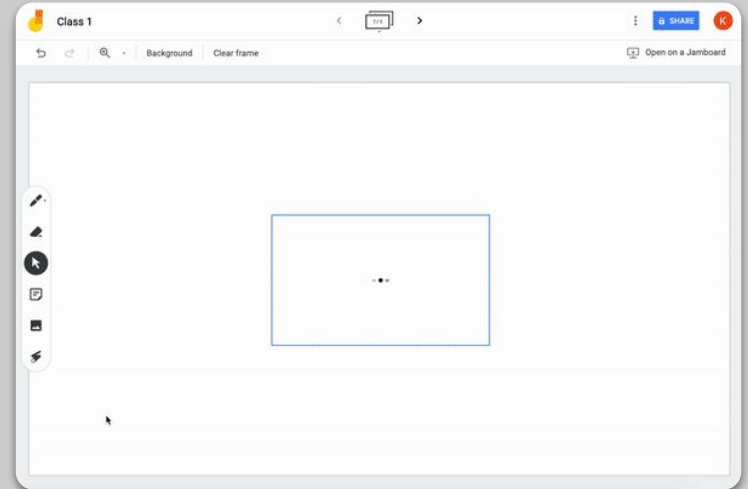 Class 1
1/1
SHARE
K
Background
Clear frame
Open on a Jamboard